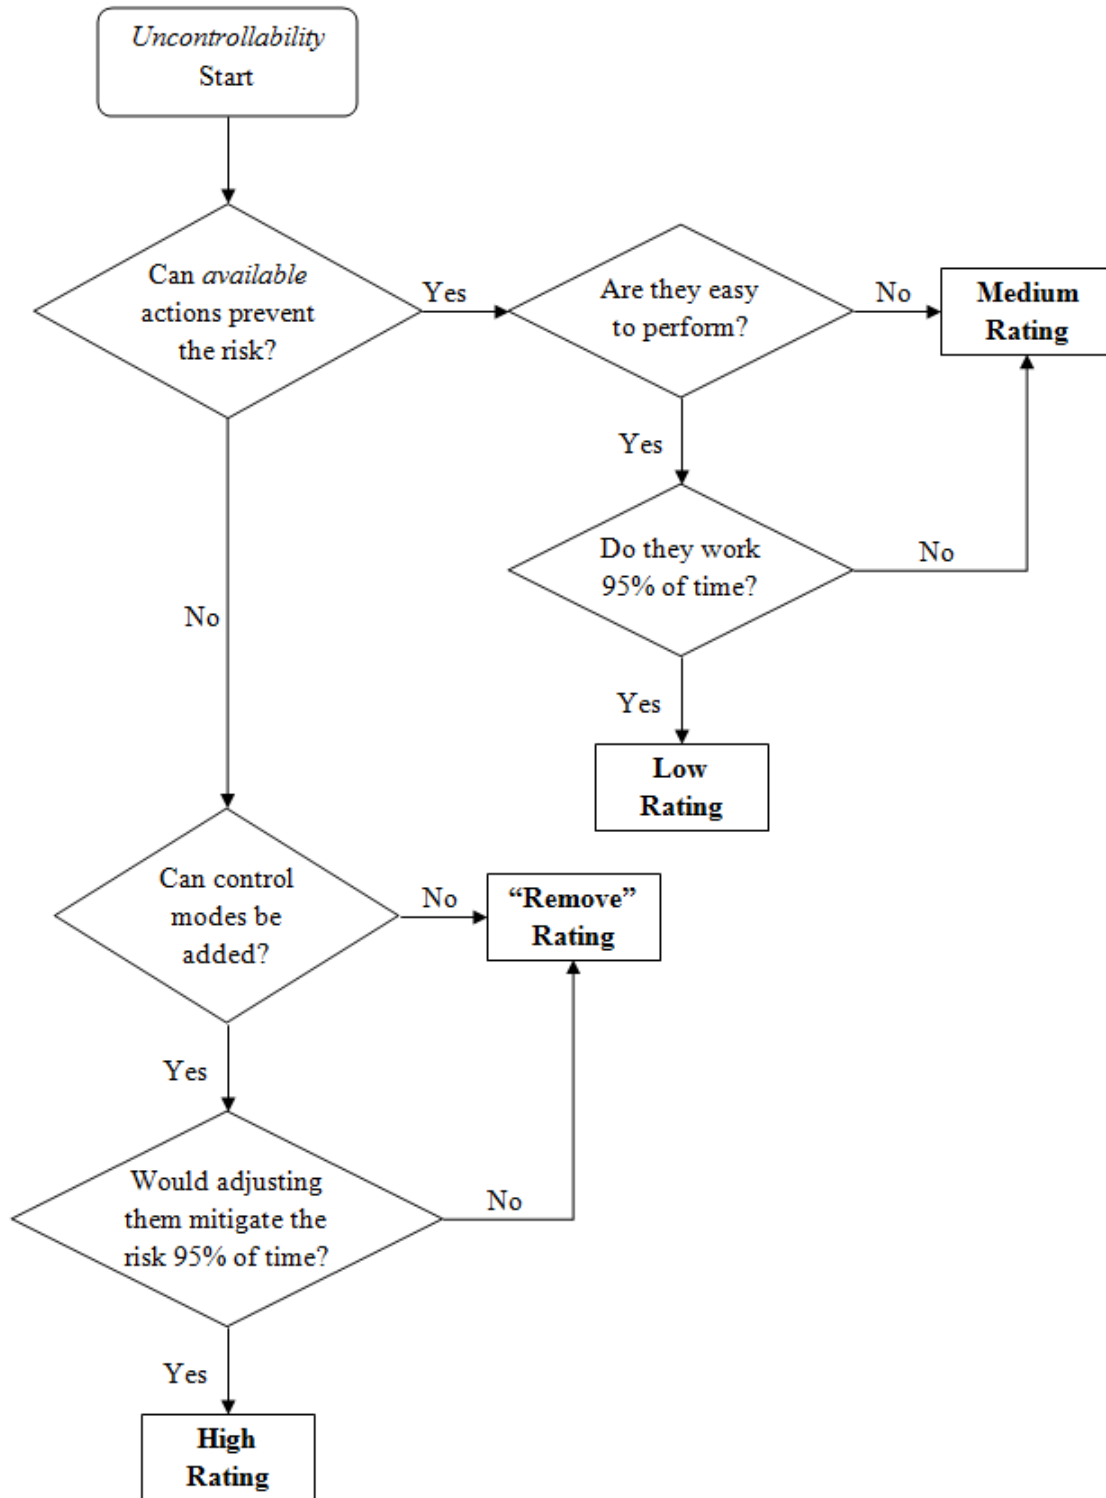 Uncontrollability
Start
Can available
actions prevent
the risk?
Yes
Are they easy
to perform?
No
Medium
Rating
Yes
Do they work
95% of time?
No
Yes
Low
Rating
No
Can control
modes be
added?
No
“Remove”
Rating
Yes
Would adjusting
them mitigate the
risk 95% of time?
No
Yes
High
Rating